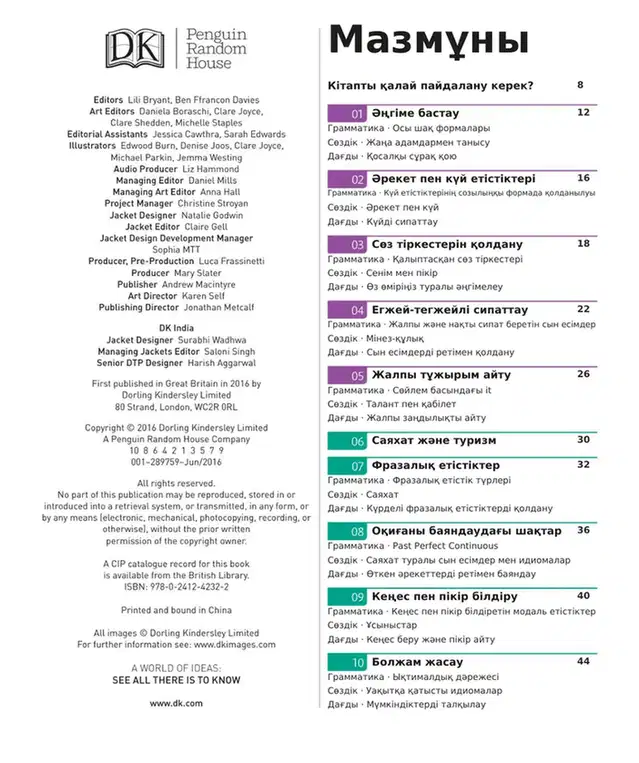 DK
Penguin
Random
House
Editors Lili Bryant, Ben Ffrancon Davies
Art Editors Daniela Boraschi, Clare Joyce,
Clare Shedden, Michelle Staples
Editorial Assistants Jessica Cawthra, Sarah Edwards
Illustrators Edwood Burn, Denise Joos, Clare Joyce,
Michael Parkin, Jemma Westing
Audio Producer Liz Hammond
Managing Editor Daniel Mills
Managing Art Editor Anna Hall
Project Manager Christine Stroyan
Jacket Designer Natalie Godwin
Jacket Editor Claire Gell
Jacket Design Development Manager
Sophia MTT
Producer, Pre-Production Luca Frassinetti
Producer Mary Slater
Publisher Andrew Macintyre
Art Director Karen Self
Publishing Director Jonathan Metcalf
DK India
Jacket Designer Surabhi Wadhwa
Managing Jackets Editor Saloni Singh
Senior DTP Designer Harish Aggarwal
First published in Great Britain in 2016 by
Dorling Kindersley Limited
80 Strand, London, WC2R 0RL
Copyright © 2016 Dorling Kindersley Limited
A Penguin Random House Company
10 8 6 4 2 1 3 5 7 9
001–289759–Jun/2016
All rights reserved.
No part of this publication may be reproduced, stored in or
introduced into a retrieval system, or transmitted, in any form, or
by any means (electronic, mechanical, photocopying, recording, or
otherwise), without the prior written
permission of the copyright owner.
A CIP catalogue record for this book
is available from the British Library.
ISBN: 978-0-2412-4232-2
Printed and bound in China
All images © Dorling Kindersley Limited
For further information see: www.dkimages.com
A WORLD OF IDEAS:
SEE ALL THERE IS TO KNOW
www.dk.com
Мазмұны
Кітапты қалай пайдалану керек? 8
01 Әңгіме бастау 12
Грамматика · Осы шақ формалары
Сөздік · Жаңа адамдармен танысу
Дағды · Қосалқы сұрақ қою
02 Әрекет пен күй етістіктері 16
Грамматика · Күй етістіктерінің созылыңқы формада қолданылуы
Сөздік · Әрекет пен күй
Дағды · Күйді сипаттау
03 Сөз тіркестерін қолдану 18
Грамматика · Қалыптасқан сөз тіркестері
Сөздік · Сенім мен пікір
Дағды · Өз өміріңіз туралы әңгімелеу
04 Егжей-тегжейлі сипаттау 22
Грамматика · Жалпы және нақты сипат беретін сын есімдер
Сөздік · Мінез-құлық
Дағды · Сын есімдерді ретімен қолдану
05 Жалпы тұжырым айту 26
Грамматика · Сөйлем басындағы it
Сөздік · Талант пен қабілет
Дағды · Жалпы заңдылықты айту
06 Саяхат және туризм 30
07 Фразалық етістіктер 32
Грамматика · Фразалық етістік түрлері
Сөздік · Саяхат
Дағды · Күрделі фразалық етістіктерді қолдану
08 Оқиғаны баяндаудағы шақтар 36
Грамматика · Past Perfect Continuous
Сөздік · Саяхат туралы сын есімдер мен идиомалар
Дағды · Өткен әрекеттерді ретімен баяндау
09 Кеңес пен пікір білдіру 40
Грамматика · Кеңес пен пікір білдіретін модаль етістіктер
Сөздік · Ұсыныстар
Дағды · Кеңес беру және пікір айту
10 Болжам жасау 44
Грамматика · Ықтималдық дәрежесі
Сөздік · Уақытқа қатысты идиомалар
Дағды · Мүмкіндіктерді талқылау